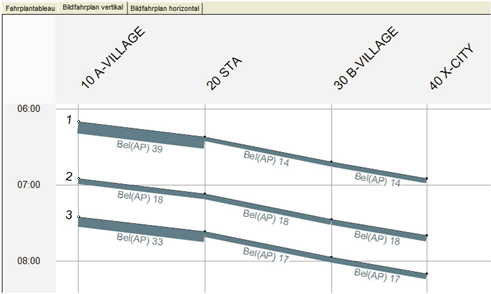 Fahrplantableau Bildfahrplan vertikal Bildfahrplan horizontal
10 A-VILLAGE
20 STA
30 B-VILLAGE
40 X-CITY
06:00
1
Bel(AP) 39
Bel(AP) 14
Bel(AP) 14
07:00
2
Bel(AP) 18
Bel(AP) 18
Bel(AP) 18
3
Bel(AP) 33
Bel(AP) 17
Bel(AP) 17
08:00